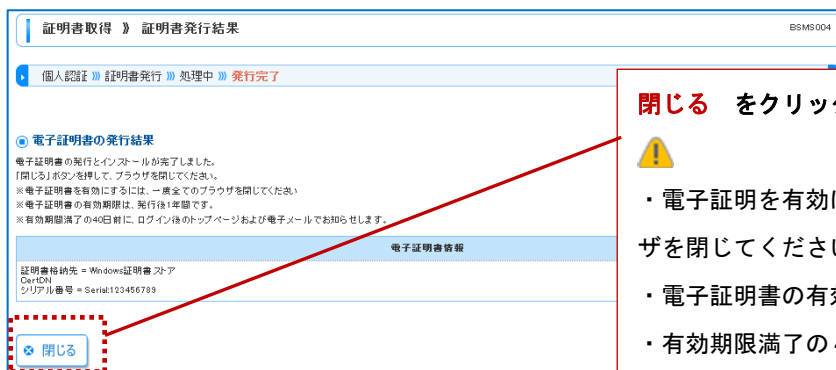 証明書取得 》 証明書発行結果
BSMS004
個人認証 》》 証明書発行 》》 処理中 》》 発行完了
電子証明書の発行結果
電子証明書の発行とインストールが完了しました。
「閉じる」ボタンを押して、ブラウザを閉じてください。
※電子証明書を有効にするには、一度全てのブラウザを閉じてください
※電子証明書の有効期限は、発行後1年間です。
※有効期間満了の40日前に、ログイン後のトップページおよび電子メールでお知らせします。
電子証明書情報
証明書格納先 = Windows証明書ストア
CertDN
シリアル番号 = Serial:123456789
閉じる
閉じる をクリッ
・電子証明を有効に
ザを閉じてくださ
・電子証明書の有
・有効期限満了の